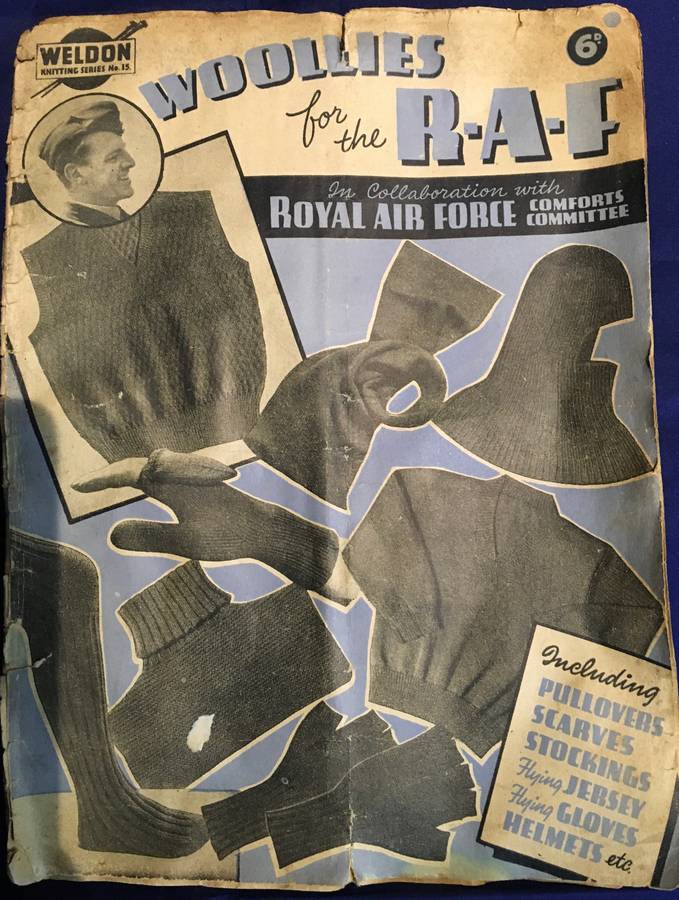 WELDON
KNITTING SERIES No. 15.
6D
WOOLLIES
for the
R·A·F
In Collaboration with
ROYAL AIR FORCE COMFORTS COMMITTEE
Including
PULLOVERS
SCARVES
STOCKINGS
Flying JERSEY
Flying GLOVES
HELMETS etc.